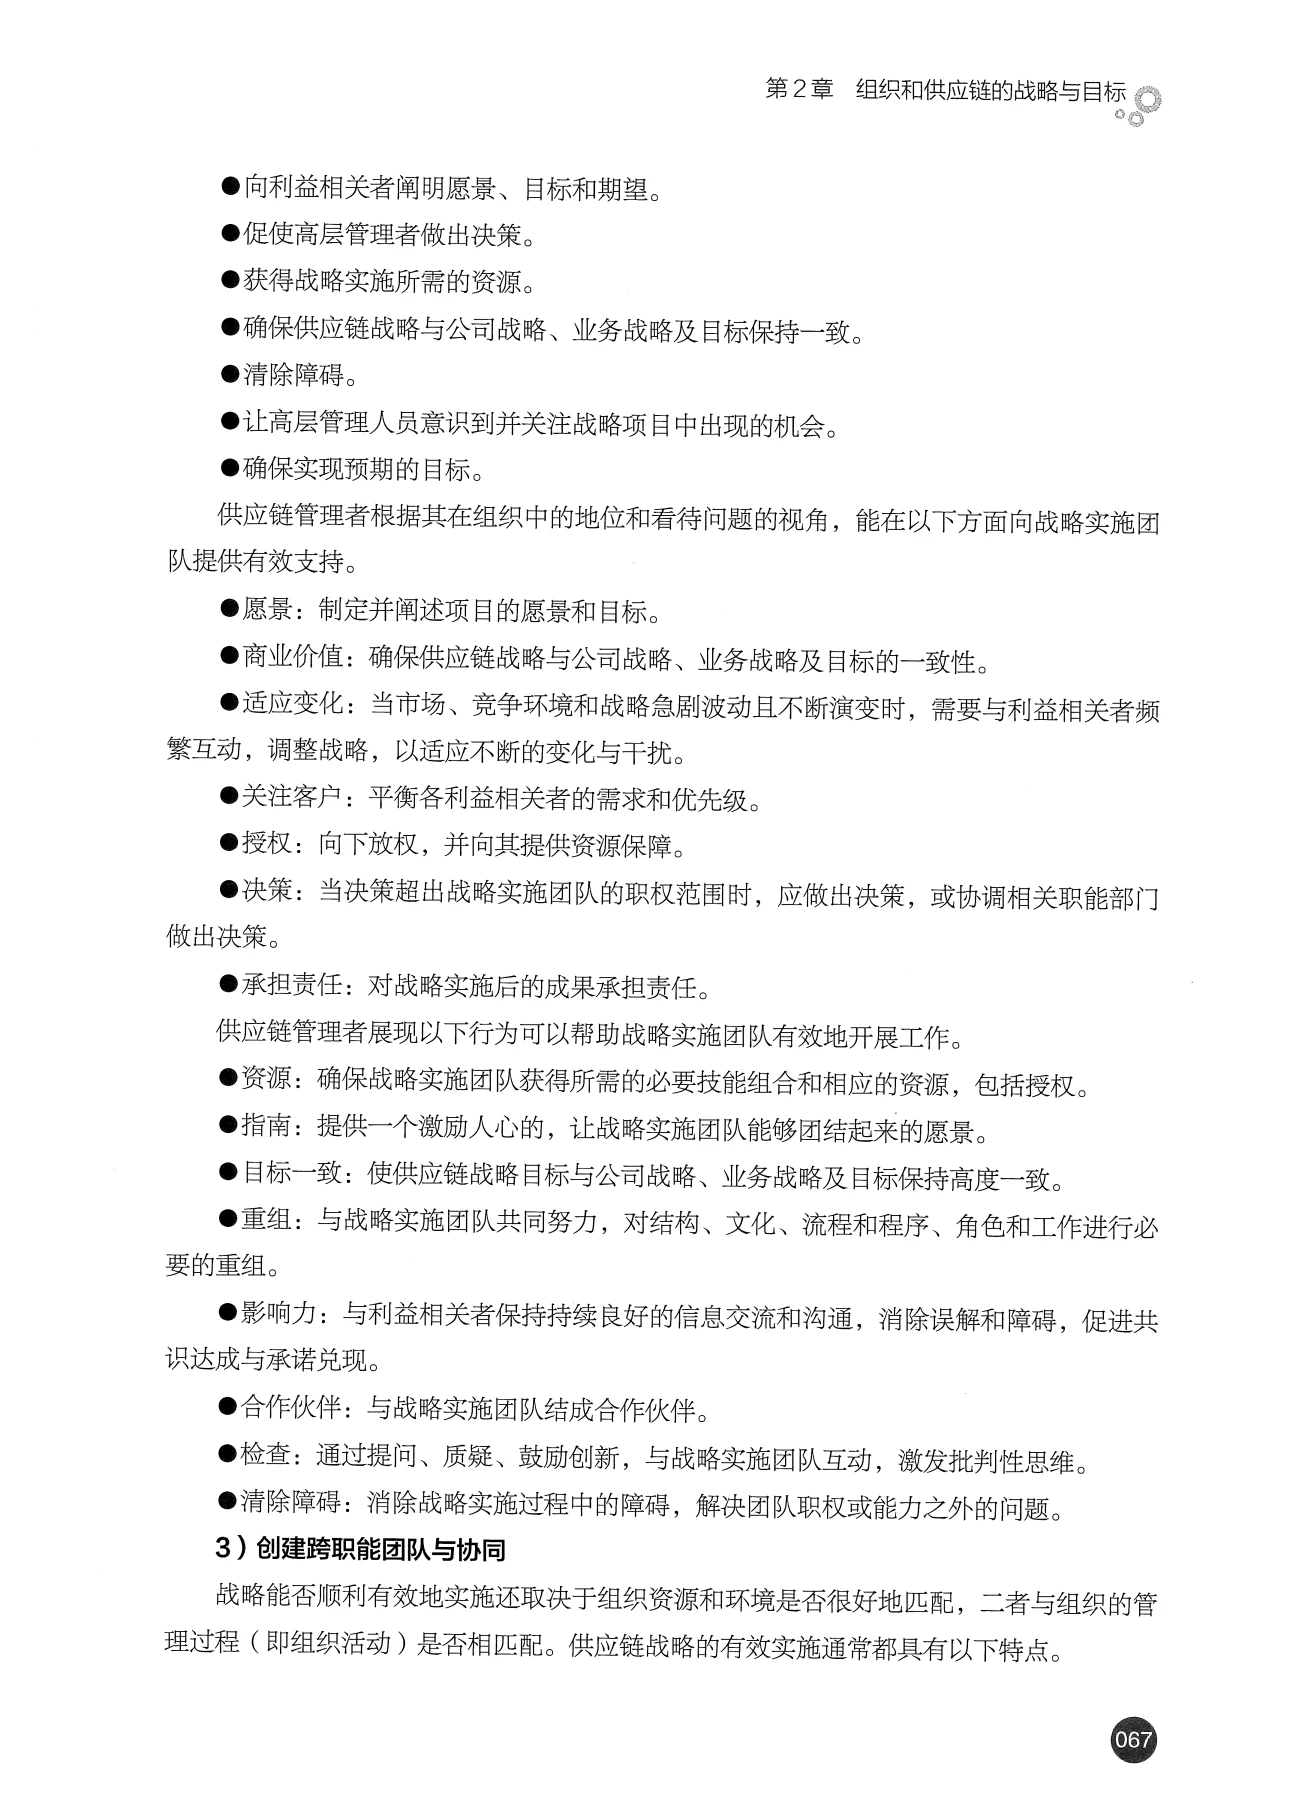 第2章　组织和供应链的战略与目标
●向利益相关者阐明愿景、目标和期望。
●促使高层管理者做出决策。
●获得战略实施所需的资源。
●确保供应链战略与公司战略、业务战略及目标保持一致。
●清除障碍。
●让高层管理人员意识到并关注战略项目中出现的机会。
●确保实现预期的目标。
供应链管理者根据其在组织中的地位和看待问题的视角，能在以下方面向战略实施团
队提供有效支持。
●愿景：制定并阐述项目的愿景和目标。
●商业价值：确保供应链战略与公司战略、业务战略及目标的一致性。
●适应变化：当市场、竞争环境和战略急剧波动且不断演变时，需要与利益相关者频
繁互动，调整战略，以适应不断的变化与干扰。
●关注客户：平衡各利益相关者的需求和优先级。
●授权：向下放权，并向其提供资源保障。
●决策：当决策超出战略实施团队的职权范围时，应做出决策，或协调相关职能部门
做出决策。
●承担责任：对战略实施后的成果承担责任。
供应链管理者展现以下行为可以帮助战略实施团队有效地开展工作。
●资源：确保战略实施团队获得所需的必要技能组合和相应的资源，包括授权。
●指南：提供一个激励人心的，让战略实施团队能够团结起来的愿景。
●目标一致：使供应链战略目标与公司战略、业务战略及目标保持高度一致。
●重组：与战略实施团队共同努力，对结构、文化、流程和程序、角色和工作进行必
要的重组。
●影响力：与利益相关者保持持续良好的信息交流和沟通，消除误解和障碍，促进共
识达成与承诺兑现。
●合作伙伴：与战略实施团队结成合作伙伴。
●检查：通过提问、质疑、鼓励创新，与战略实施团队互动，激发批判性思维。
●清除障碍：消除战略实施过程中的障碍，解决团队职权或能力之外的问题。
3）创建跨职能团队与协同
战略能否顺利有效地实施还取决于组织资源和环境是否很好地匹配，二者与组织的管
理过程（即组织活动）是否相匹配。供应链战略的有效实施通常都具有以下特点。
067